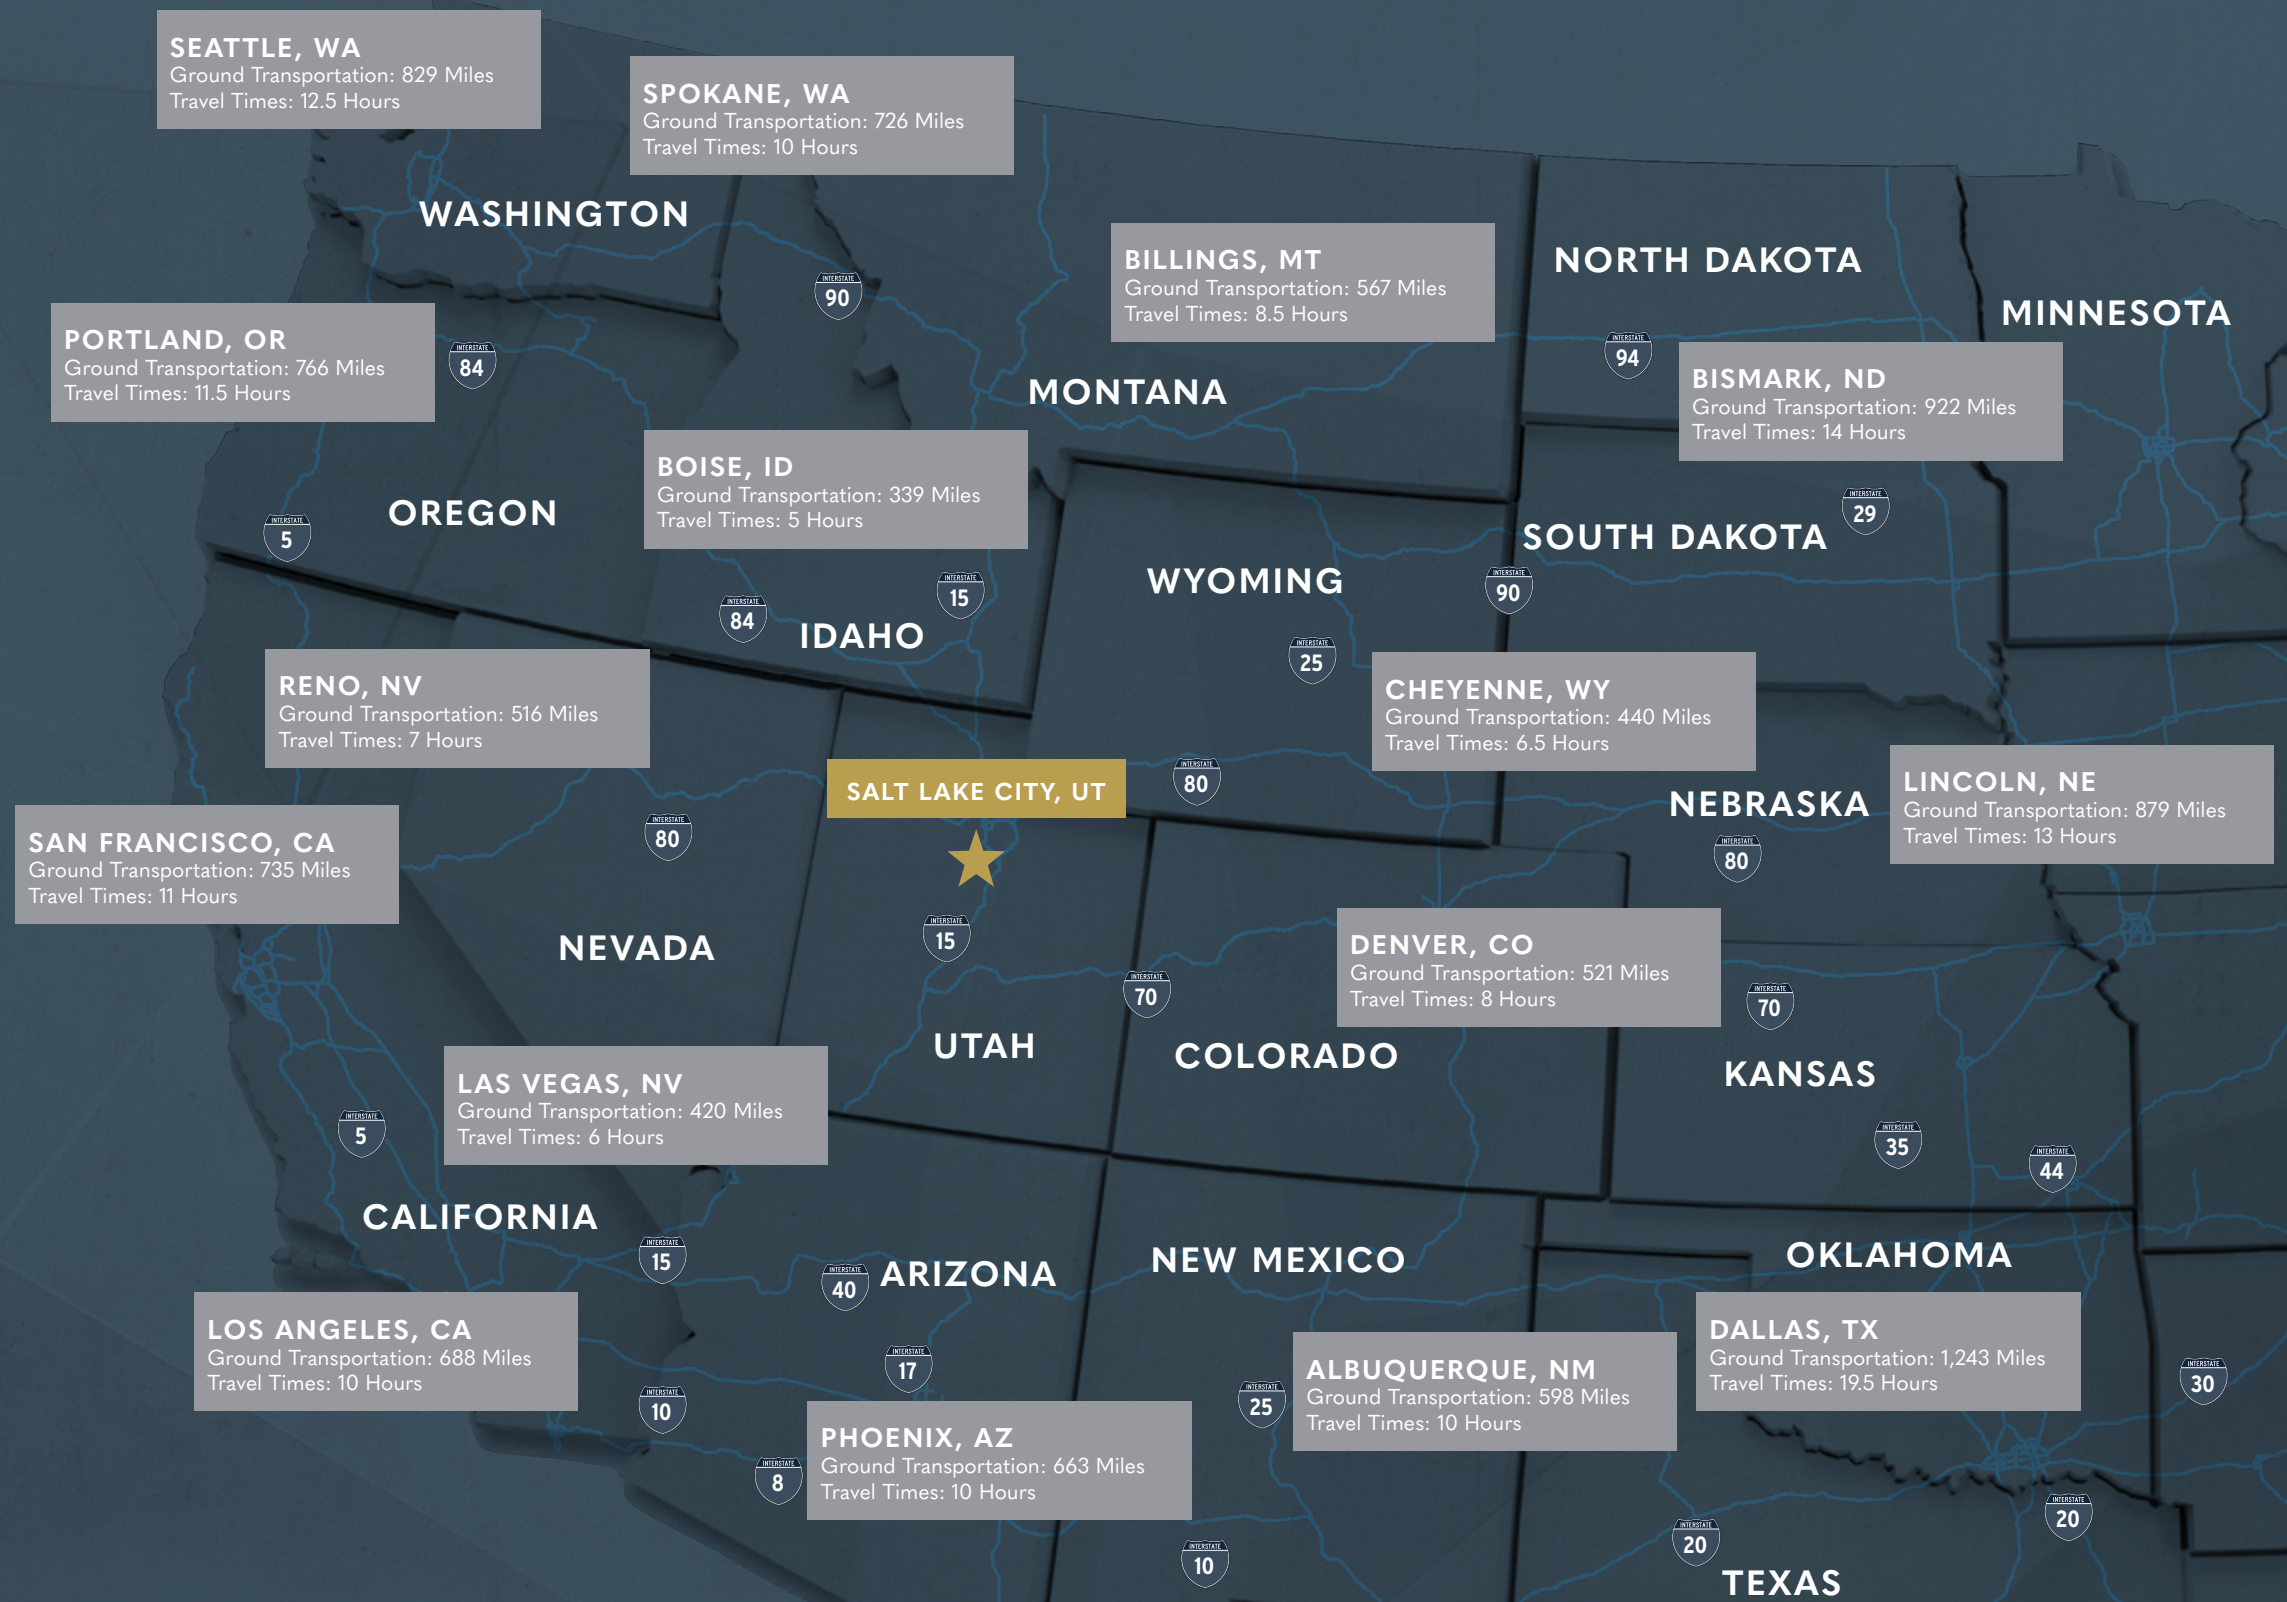 SEATTLE, WA
Ground Transportation: 829 Miles
Travel Times: 12.5 Hours
SPOKANE, WA
Ground Transportation: 726 Miles
Travel Times: 10 Hours
WASHINGTON
BILLINGS, MT
Ground Transportation: 567 Miles
Travel Times: 8.5 Hours
NORTH DAKOTA
INTERSTATE
90
MINNESOTA
PORTLAND, OR
Ground Transportation: 766 Miles
Travel Times: 11.5 Hours
INTERSTATE
84
INTERSTATE
94
MONTANA
BISMARK, ND
Ground Transportation: 922 Miles
Travel Times: 14 Hours
BOISE, ID
Ground Transportation: 339 Miles
Travel Times: 5 Hours
OREGON
INTERSTATE
5
INTERSTATE
29
SOUTH DAKOTA
WYOMING
INTERSTATE
90
INTERSTATE
15
INTERSTATE
84
IDAHO
INTERSTATE
25
RENO, NV
Ground Transportation: 516 Miles
Travel Times: 7 Hours
CHEYENNE, WY
Ground Transportation: 440 Miles
Travel Times: 6.5 Hours
SALT LAKE CITY, UT
INTERSTATE
80
NEBRASKA
LINCOLN, NE
Ground Transportation: 879 Miles
Travel Times: 13 Hours
SAN FRANCISCO, CA
Ground Transportation: 735 Miles
Travel Times: 11 Hours
INTERSTATE
80
INTERSTATE
80
NEVADA
INTERSTATE
15
DENVER, CO
Ground Transportation: 521 Miles
Travel Times: 8 Hours
INTERSTATE
70
INTERSTATE
70
UTAH
COLORADO
KANSAS
LAS VEGAS, NV
Ground Transportation: 420 Miles
Travel Times: 6 Hours
INTERSTATE
5
INTERSTATE
35
INTERSTATE
44
CALIFORNIA
INTERSTATE
15
INTERSTATE
40
ARIZONA
NEW MEXICO
OKLAHOMA
LOS ANGELES, CA
Ground Transportation: 688 Miles
Travel Times: 10 Hours
INTERSTATE
17
ALBUQUERQUE, NM
Ground Transportation: 598 Miles
Travel Times: 10 Hours
DALLAS, TX
Ground Transportation: 1,243 Miles
Travel Times: 19.5 Hours
INTERSTATE
30
INTERSTATE
10
INTERSTATE
25
PHOENIX, AZ
Ground Transportation: 663 Miles
Travel Times: 10 Hours
INTERSTATE
8
INTERSTATE
10
INTERSTATE
20
INTERSTATE
20
TEXAS